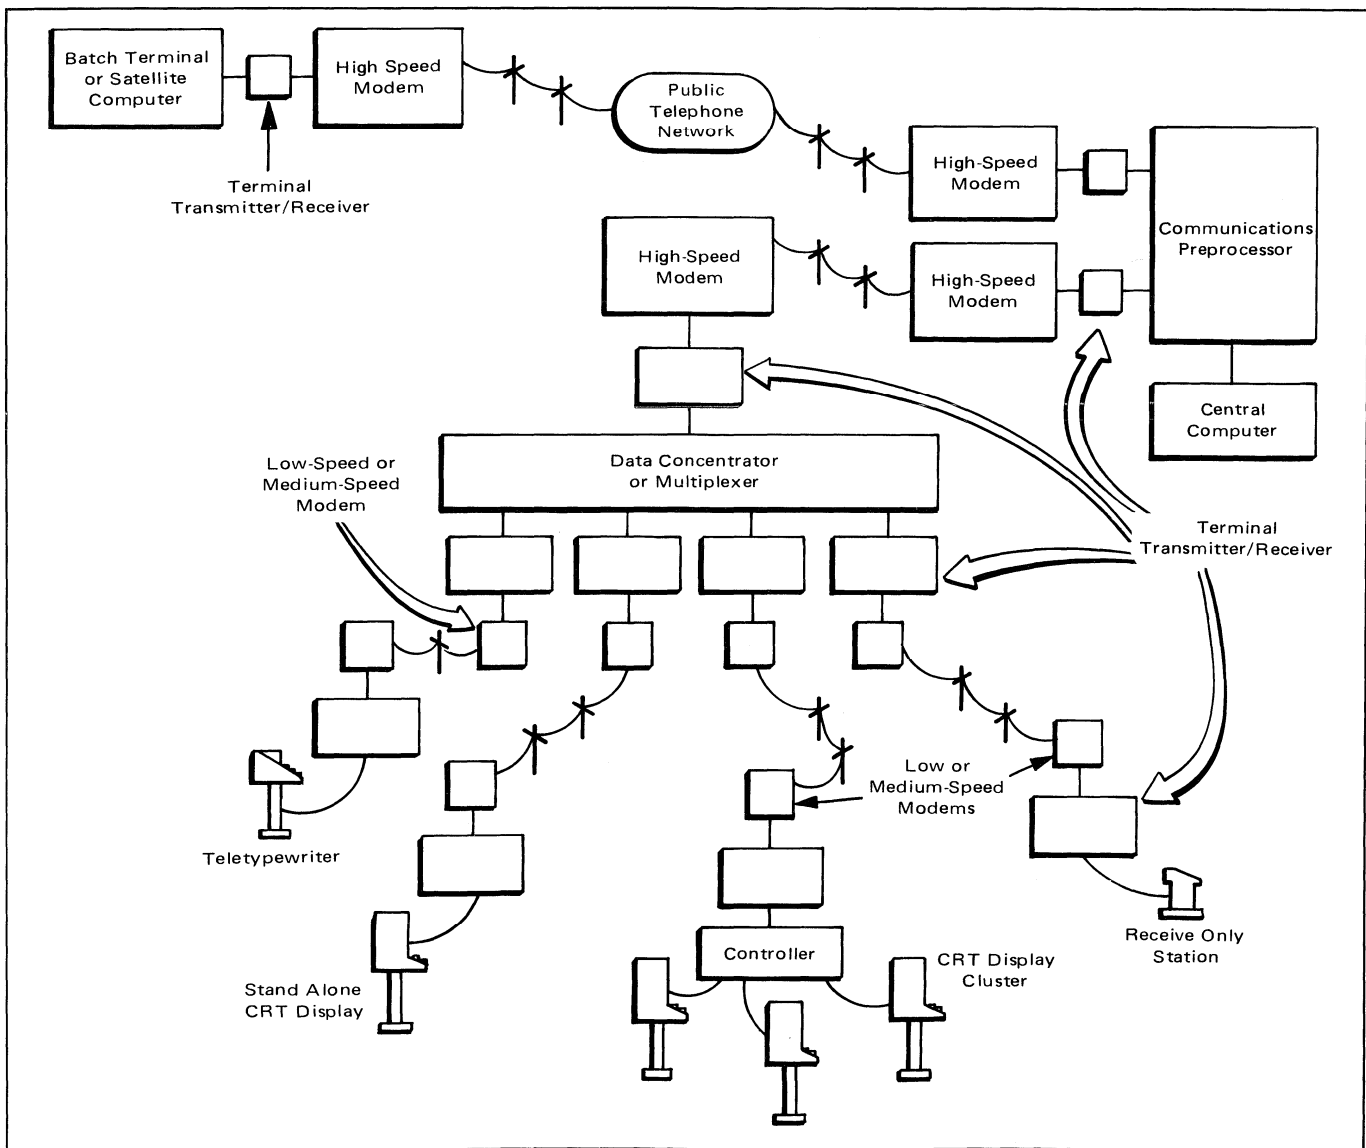 Batch Terminal
or Satellite
Computer
High Speed
Modem
Public
Telephone
Network
High-Speed
Modem
Communications
Preprocessor
Terminal
Transmitter/Receiver
High-Speed
Modem
High-Speed
Modem
Central
Computer
Low-Speed or
Medium-Speed
Modem
Data Concentrator
or Multiplexer
Terminal
Transmitter/Receiver
Low or
Medium-Speed
Modems
Teletypewriter
Receive Only
Station
Stand Alone
CRT Display
Controller
CRT Display
Cluster